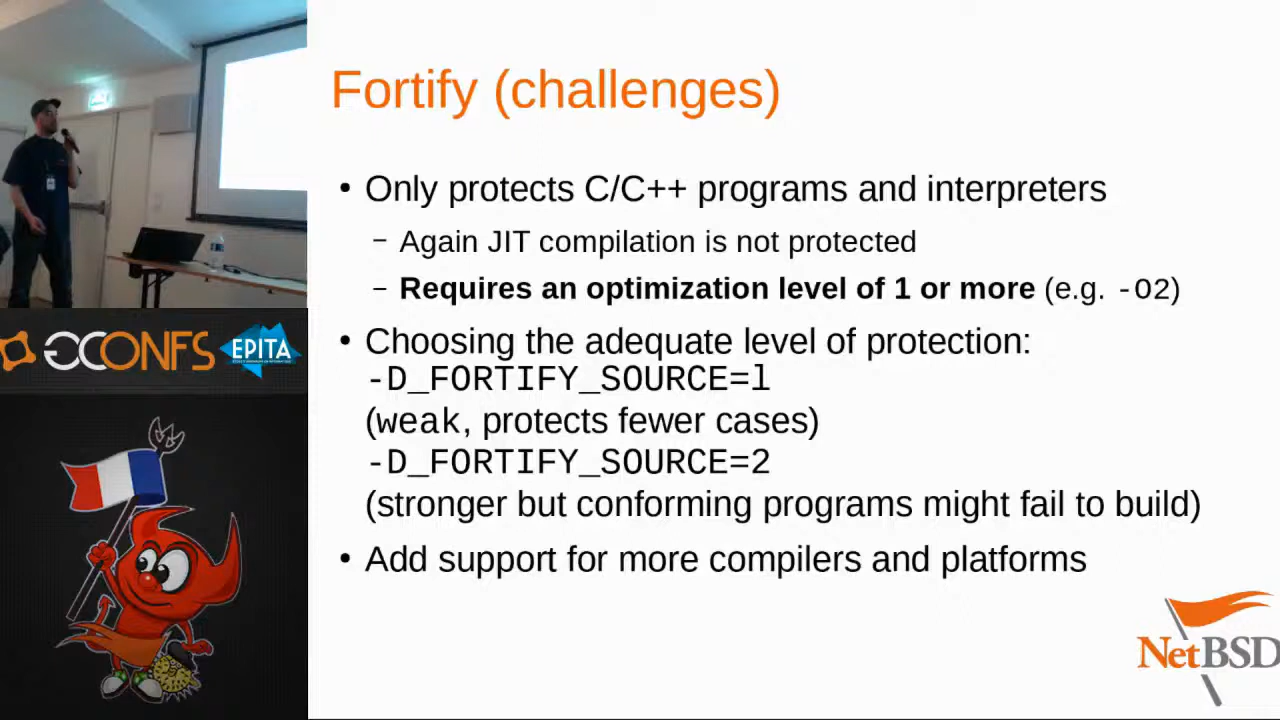 Fortify (challenges)
• Only protects C/C++ programs and interpreters
– Again JIT compilation is not protected
– Requires an optimization level of 1 or more (e.g. -O2)
• Choosing the adequate level of protection:
-D_FORTIFY_SOURCE=1
(weak, protects fewer cases)
-D_FORTIFY_SOURCE=2
(stronger but conforming programs might fail to build)
• Add support for more compilers and platforms
GCONFS
EPITA
NetBSD